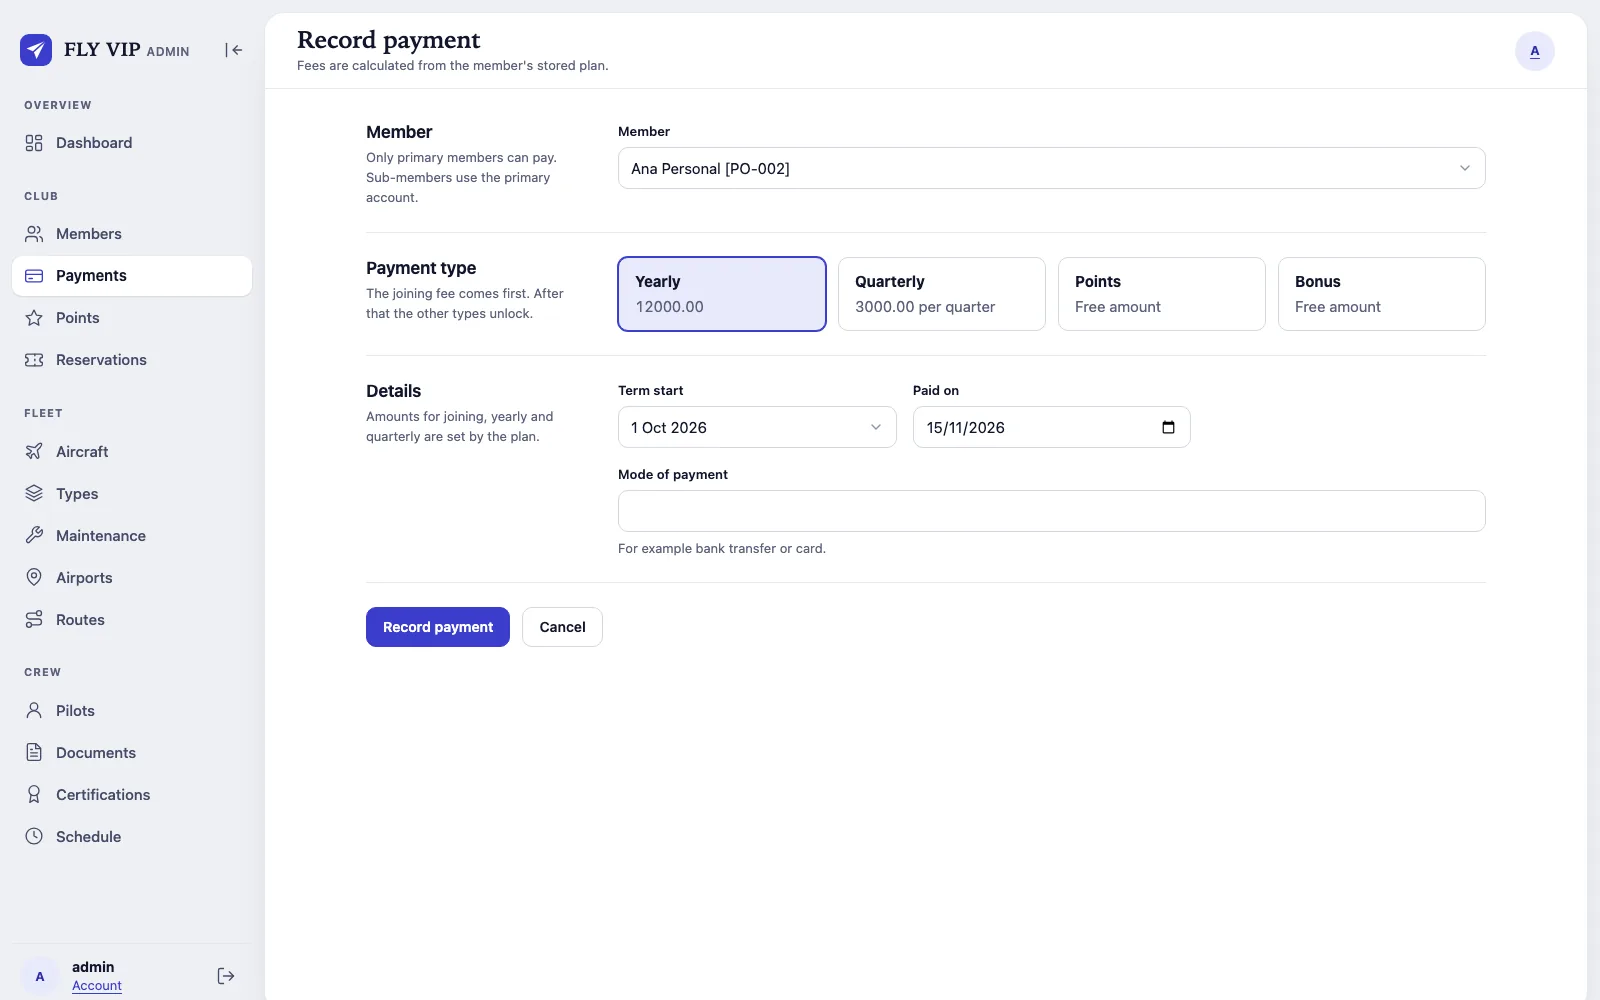 FLY VIP ADMIN
OVERVIEW
Dashboard
CLUB
Members
Payments
Points
Reservations
FLEET
Aircraft
Types
Maintenance
Airports
Routes
CREW
Pilots
Documents
Certifications
Schedule
A
admin
Account
Record payment
Fees are calculated from the member's stored plan.
A
Member
Only primary members can pay.
Sub-members use the primary
account.
Member
Ana Personal [PO-002]
Payment type
The joining fee comes first. After
that the other types unlock.
Yearly
12000.00
Quarterly
3000.00 per quarter
Points
Free amount
Bonus
Free amount
Details
Amounts for joining, yearly and
quarterly are set by the plan.
Term start
1 Oct 2026
Paid on
15/11/2026
Mode of payment
For example bank transfer or card.
Record payment
Cancel